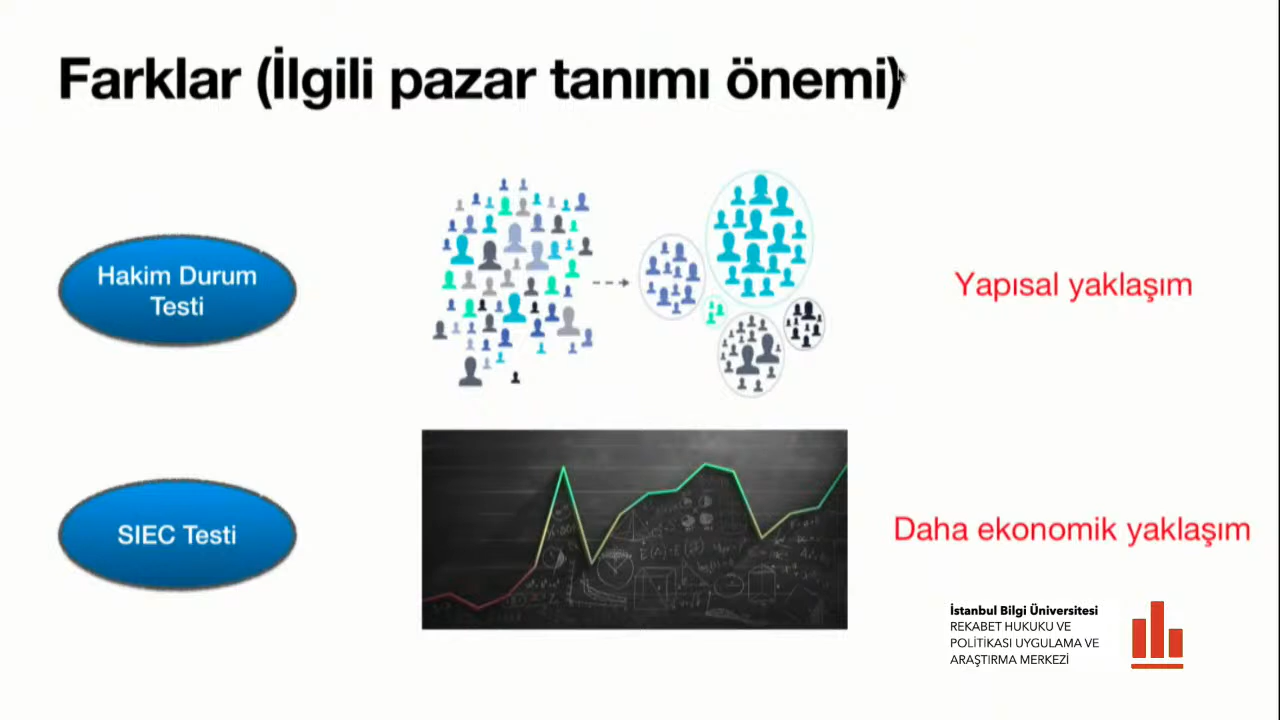 Farklar (İlgili pazar tanımı önemi)
Hakim Durum
Testi
Yapısal yaklaşım
SIEC Testi
Daha ekonomik yaklaşım
İstanbul Bilgi Üniversitesi
REKABET HUKUKU VE
POLİTİKASI UYGULAMA VE
ARAŞTIRMA MERKEZİ